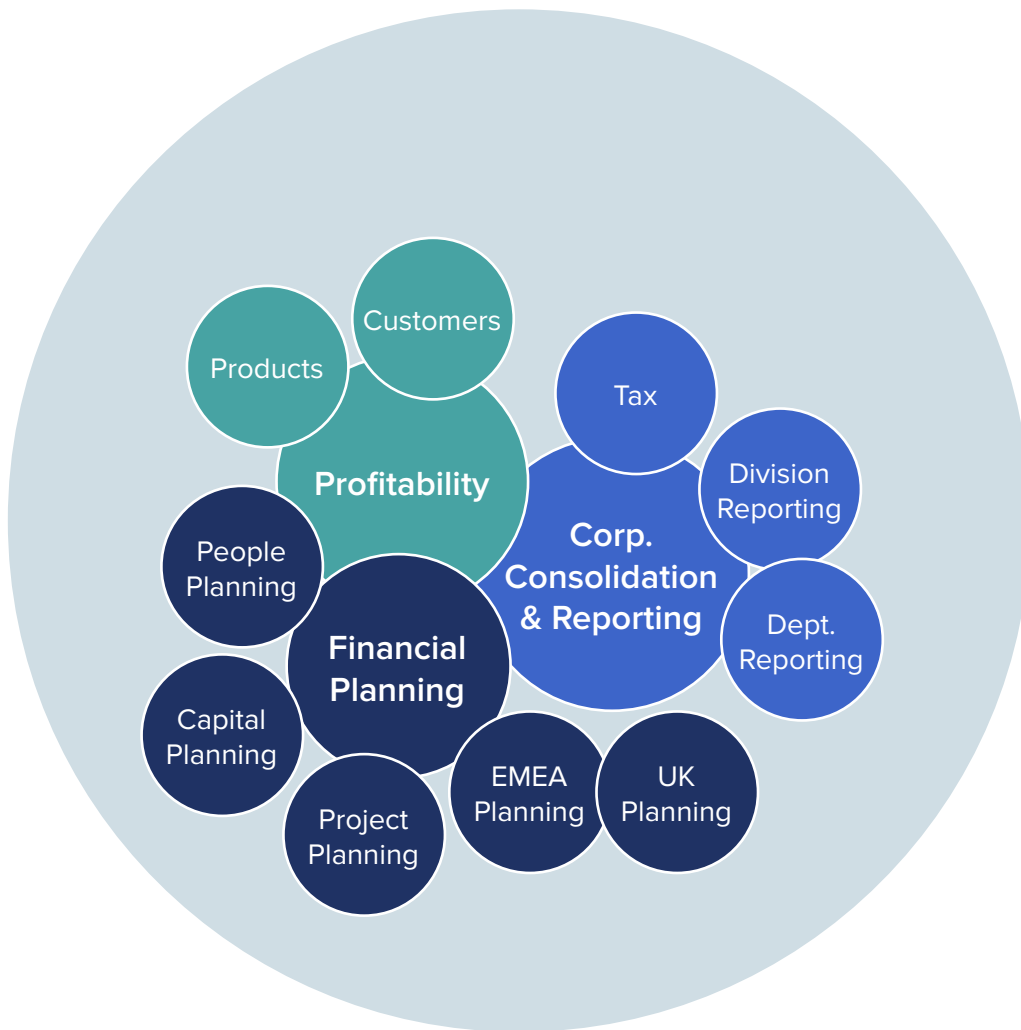 Customers
Products
Profitability
Tax
Division
Reporting
Corp.
Consolidation
& Reporting
Dept.
Reporting
People
Planning
Financial
Planning
Capital
Planning
Project
Planning
EMEA
Planning
UK
Planning